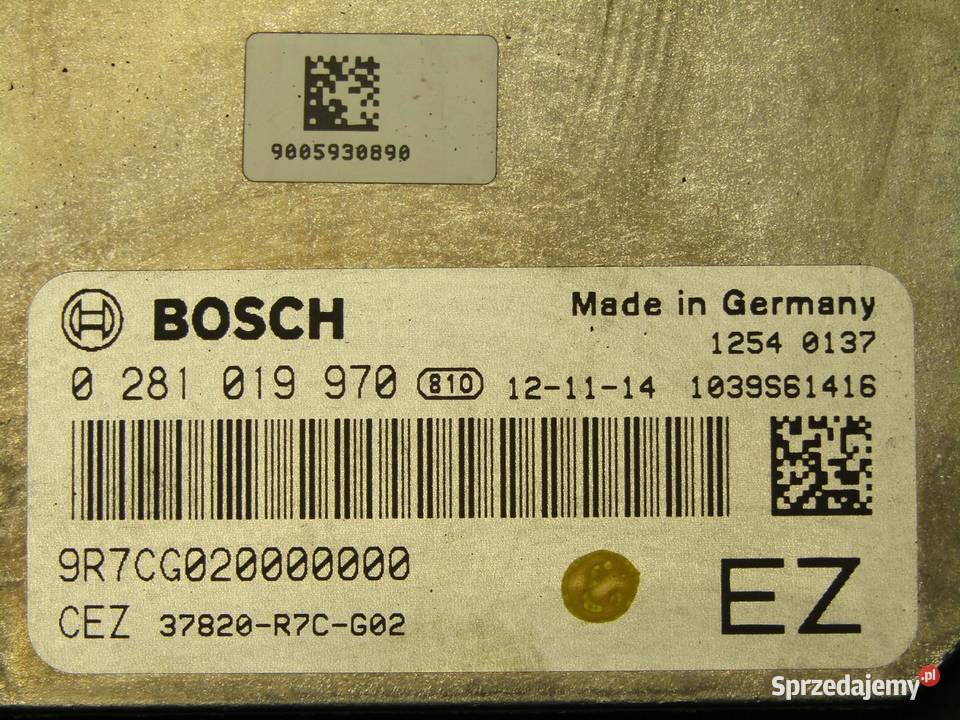 9005930890
BOSCH
Made in Germany
1254 0137
0 281 019 970 810 12-11-14 1039S61416
9R7CG020000000
CEZ 37820-R7C-G02
EZ
Sprzedajemy.pl